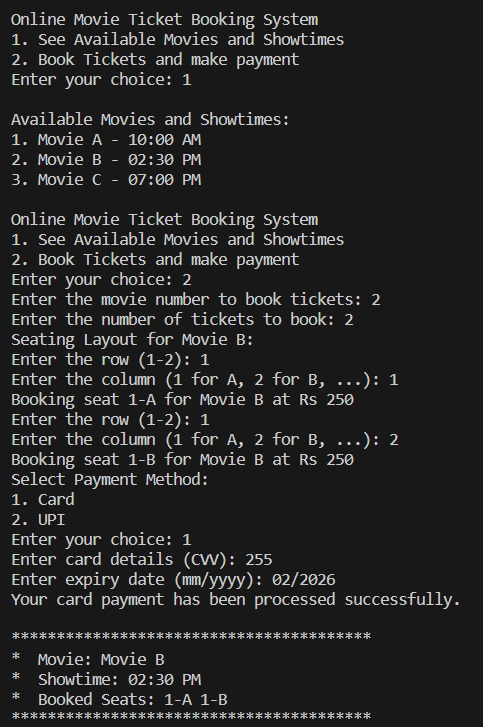 Online Movie Ticket Booking System
1. See Available Movies and Showtimes
2. Book Tickets and make payment
Enter your choice: 1

Available Movies and Showtimes:
1. Movie A - 10:00 AM
2. Movie B - 02:30 PM
3. Movie C - 07:00 PM

Online Movie Ticket Booking System
1. See Available Movies and Showtimes
2. Book Tickets and make payment
Enter your choice: 2
Enter the movie number to book tickets: 2
Enter the number of tickets to book: 2
Seating Layout for Movie B:
Enter the row (1-2): 1
Enter the column (1 for A, 2 for B, ...): 1
Booking seat 1-A for Movie B at Rs 250
Enter the row (1-2): 1
Enter the column (1 for A, 2 for B, ...): 2
Booking seat 1-B for Movie B at Rs 250
Select Payment Method:
1. Card
2. UPI
Enter your choice: 1
Enter card details (CVV): 255
Enter expiry date (mm/yyyy): 02/2026
Your card payment has been processed successfully.

****************************************
*  Movie: Movie B
*  Showtime: 02:30 PM
*  Booked Seats: 1-A 1-B
****************************************